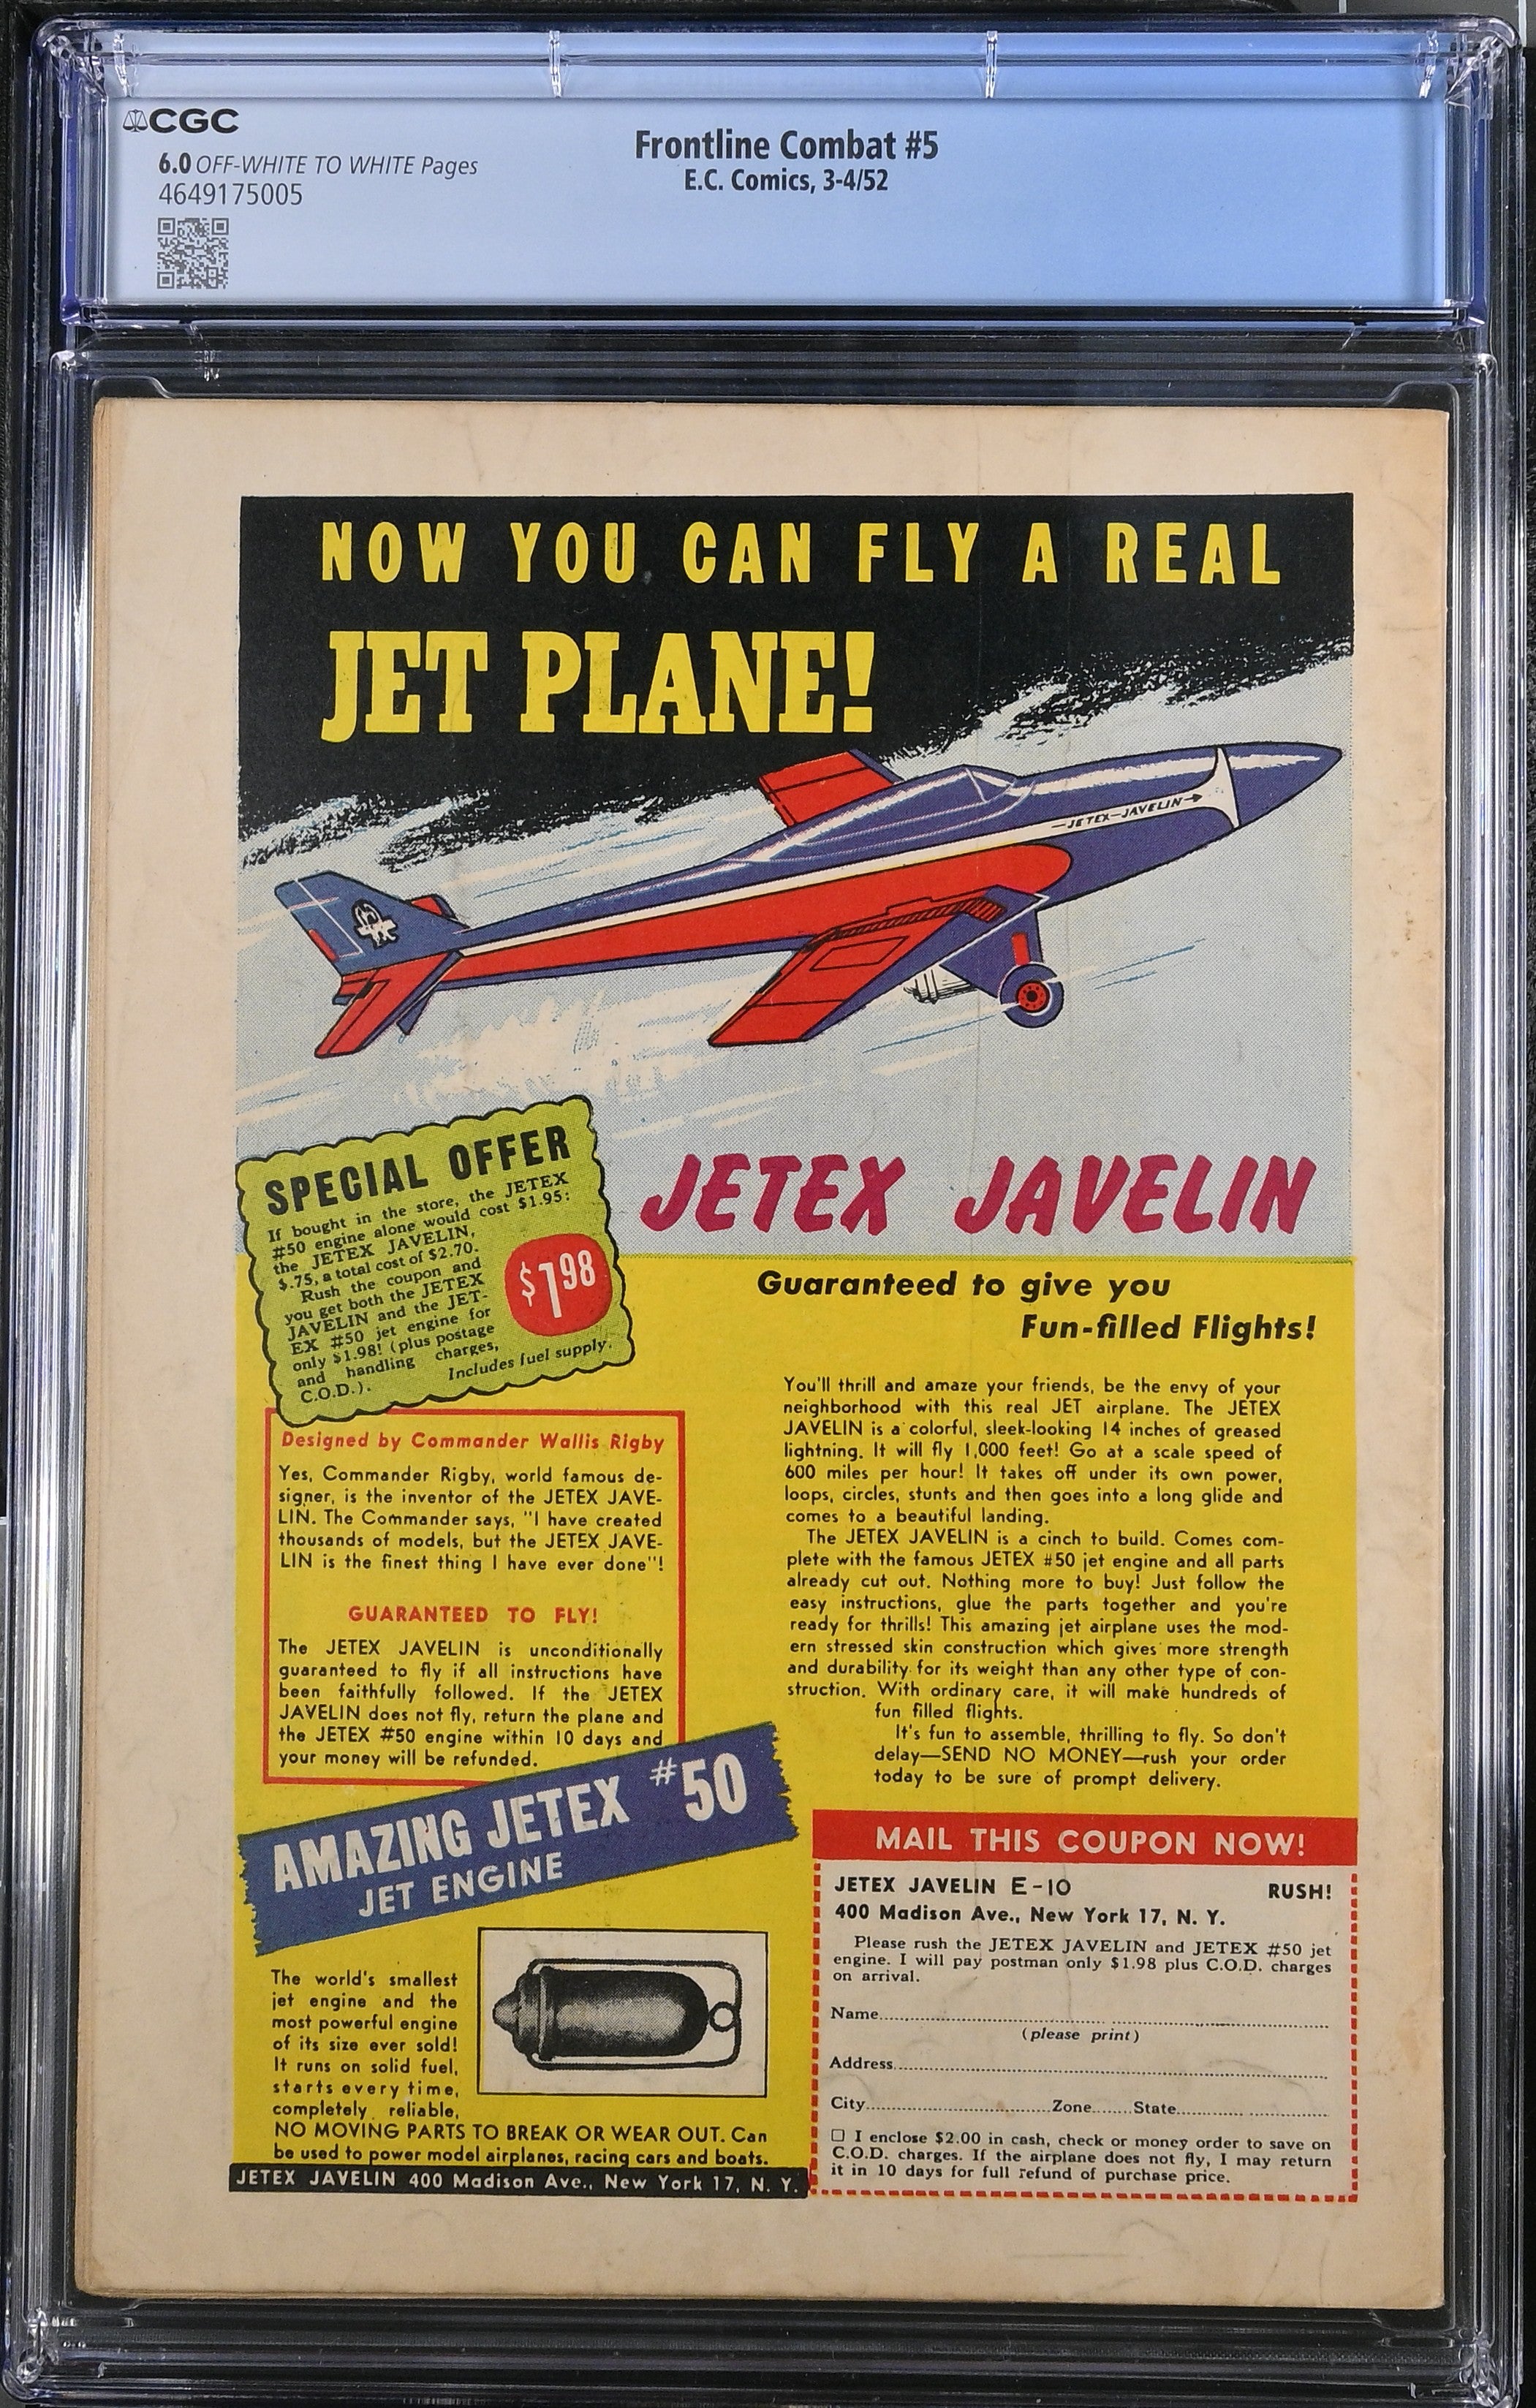 CGC
6.0 OFF-WHITE TO WHITE Pages
4649175005
Frontline Combat #5
E.C. Comics, 3-4/52
NOW YOU CAN FLY A REAL
JET PLANE!
JETEX-JAVELIN
SPECIAL OFFER
If bought in the store, the JETEX
#50 engine alone would cost $1.95:
the JETEX JAVELIN,
$.75, a total cost of $2.70.
Rush the coupon and
you get both the JETEX
JAVELIN and the JET-
EX #50 jet engine for
only $1.98! (plus postage
and handling charges,
C.O.D.).
Includes fuel supply.
$1.98
JETEX JAVELIN
Guaranteed to give you
Fun-filled Flights!
Designed by Commander Wallis Rigby
Yes, Commander Rigby, world famous de-
signer, is the inventor of the JETEX JAVE-
LIN. The Commander says, "I have created
thousands of models, but the JETEX JAVE-
LIN is the finest thing I have ever done"!
GUARANTEED TO FLY!
The JETEX JAVELIN is unconditionally
guaranteed to fly if all instructions have
been faithfully followed. If the JETEX
JAVELIN does not fly, return the plane and
the JETEX #50 engine within 10 days and
your money will be refunded.
You'll thrill and amaze your friends, be the envy of your
neighborhood with this real JET airplane. The JETEX
JAVELIN is a colorful, sleek-looking 14 inches of greased
lightning. It will fly 1,000 feet! Go at a scale speed of
600 miles per hour! It takes off under its own power,
loops, circles, stunts and then goes into a long glide and
comes to a beautiful landing.
The JETEX JAVELIN is a cinch to build. Comes com-
plete with the famous JETEX #50 jet engine and all parts
already cut out. Nothing more to buy! Just follow the
easy instructions, glue the parts together and you're
ready for thrills! This amazing jet airplane uses the mod-
ern stressed skin construction which gives more strength
and durability for its weight than any other type of con-
struction. With ordinary care, it will make hundreds of
fun filled flights.
It's fun to assemble, thrilling to fly. So don't
delay—SEND NO MONEY—rush your order
today to be sure of prompt delivery.
AMAZING JETEX #50
JET ENGINE
The world's smallest
jet engine and the
most powerful engine
of its size ever sold!
It runs on solid fuel,
starts every time,
completely reliable,
NO MOVING PARTS TO BREAK OR WEAR OUT. Can
be used to power model airplanes, racing cars and boats.
JETEX JAVELIN 400 Madison Ave., New York 17, N. Y.
MAIL THIS COUPON NOW!
JETEX JAVELIN E-10 RUSH!
400 Madison Ave., New York 17, N. Y.
Please rush the JETEX JAVELIN and JETEX #50 jet
engine. I will pay postman only $1.98 plus C.O.D. charges
on arrival.
Name
(please print)
Address
City Zone State
☐ I enclose $2.00 in cash, check or money order to save on
C.O.D. charges. If the airplane does not fly, I may return
it in 10 days for full refund of purchase price.